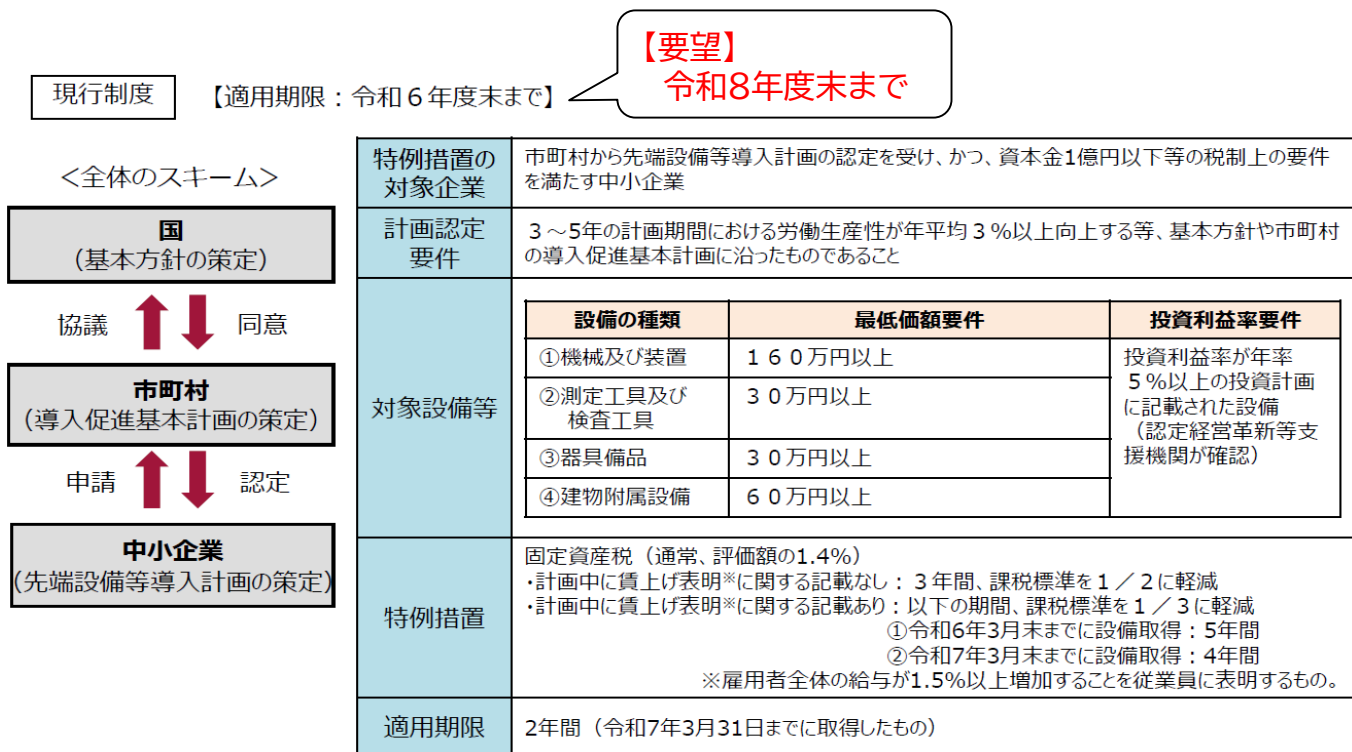 【要望】
令和8年度末まで
現行制度
【適用期限：令和６年度末まで】
＜全体のスキーム＞
国
（基本方針の策定）
協議
同意
市町村
（導入促進基本計画の策定）
申請
認定
中小企業
（先端設備等導入計画の策定）
特例措置の
対象企業
市町村から先端設備等導入計画の認定を受け、かつ、資本金1億円以下等の税制上の要件
を満たす中小企業
計画認定
要件
３～5年の計画期間における労働生産性が年平均３％以上向上する等、基本方針や市町村
の導入促進基本計画に沿ったものであること
対象設備等
設備の種類
最低価額要件
投資利益率要件
①機械及び装置
１６０万円以上
②測定工具及び
検査工具
３０万円以上
③器具備品
３０万円以上
④建物附属設備
６０万円以上
投資利益率が年率
５％以上の投資計画
に記載された設備
（認定経営革新等支
援機関が確認）
特例措置
固定資産税（通常、評価額の1.4％）
・計画中に賃上げ表明※に関する記載なし：３年間、課税標準を１／２に軽減
・計画中に賃上げ表明※に関する記載あり：以下の期間、課税標準を１／３に軽減
①令和6年3月末までに設備取得：5年間
②令和7年3月末までに設備取得：4年間
※雇用者全体の給与が1.5％以上増加することを従業員に表明するもの。
適用期限
2年間（令和7年3月31日までに取得したもの）